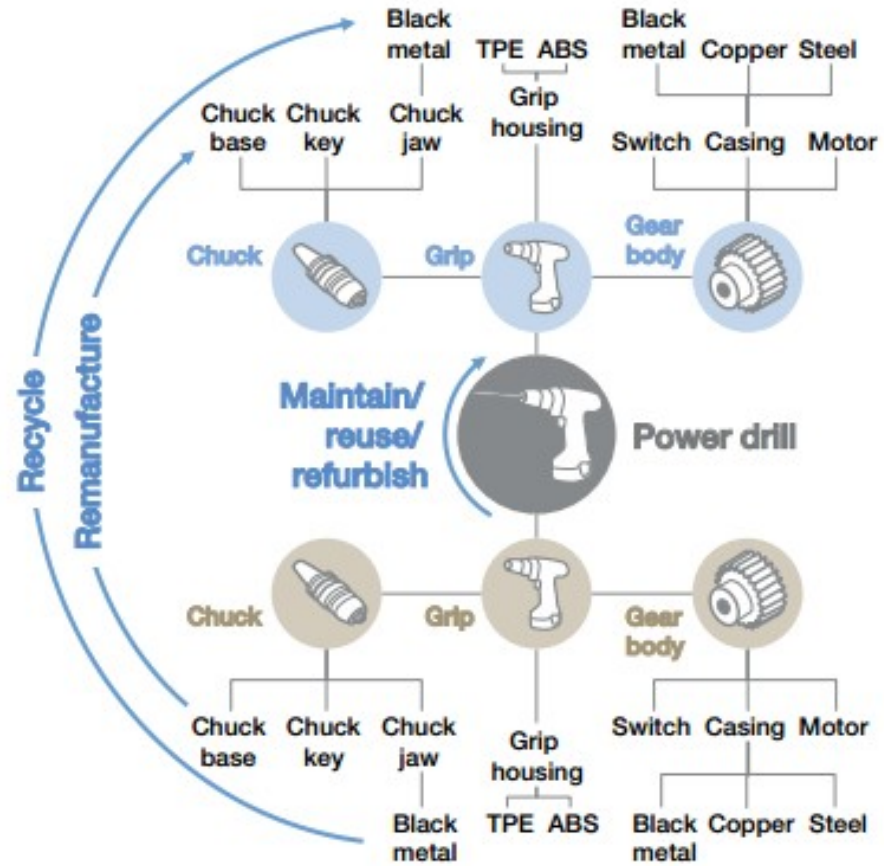 Black
metal
TPE ABS
Black
metal
Copper
Steel
Chuck
base
Chuck
key
Chuck
jaw
Grip
housing
Switch
Casing
Motor
Chuck
Grip
Gear
body
Recycle
Remanufacture
Maintain/
reuse/
refurbish
Power drill
Chuck
Grip
Gear
body
Chuck
base
Chuck
key
Chuck
jaw
Grip
housing
Switch
Casing
Motor
Black
metal
TPE ABS
Black
metal
Copper
Steel